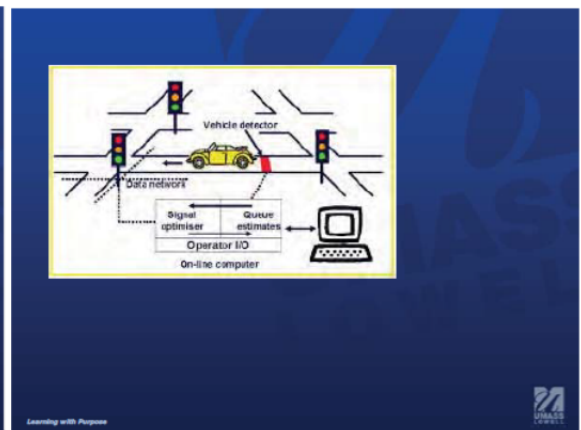 Vehicle detector
Data network
Signal optimiser
Queue estimates
Operator I/O
On-line computer
Learning with Purpose
UMASS
LOWELL